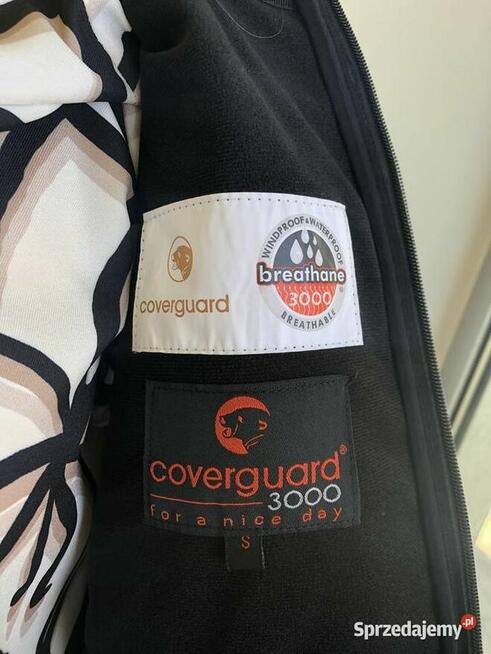 WINDPROOF & WATERPROOF
breathane®
3000
BREATHABLE
coverguard
coverguard®
3000
for a nice day
S
Sprzedajemy.pl